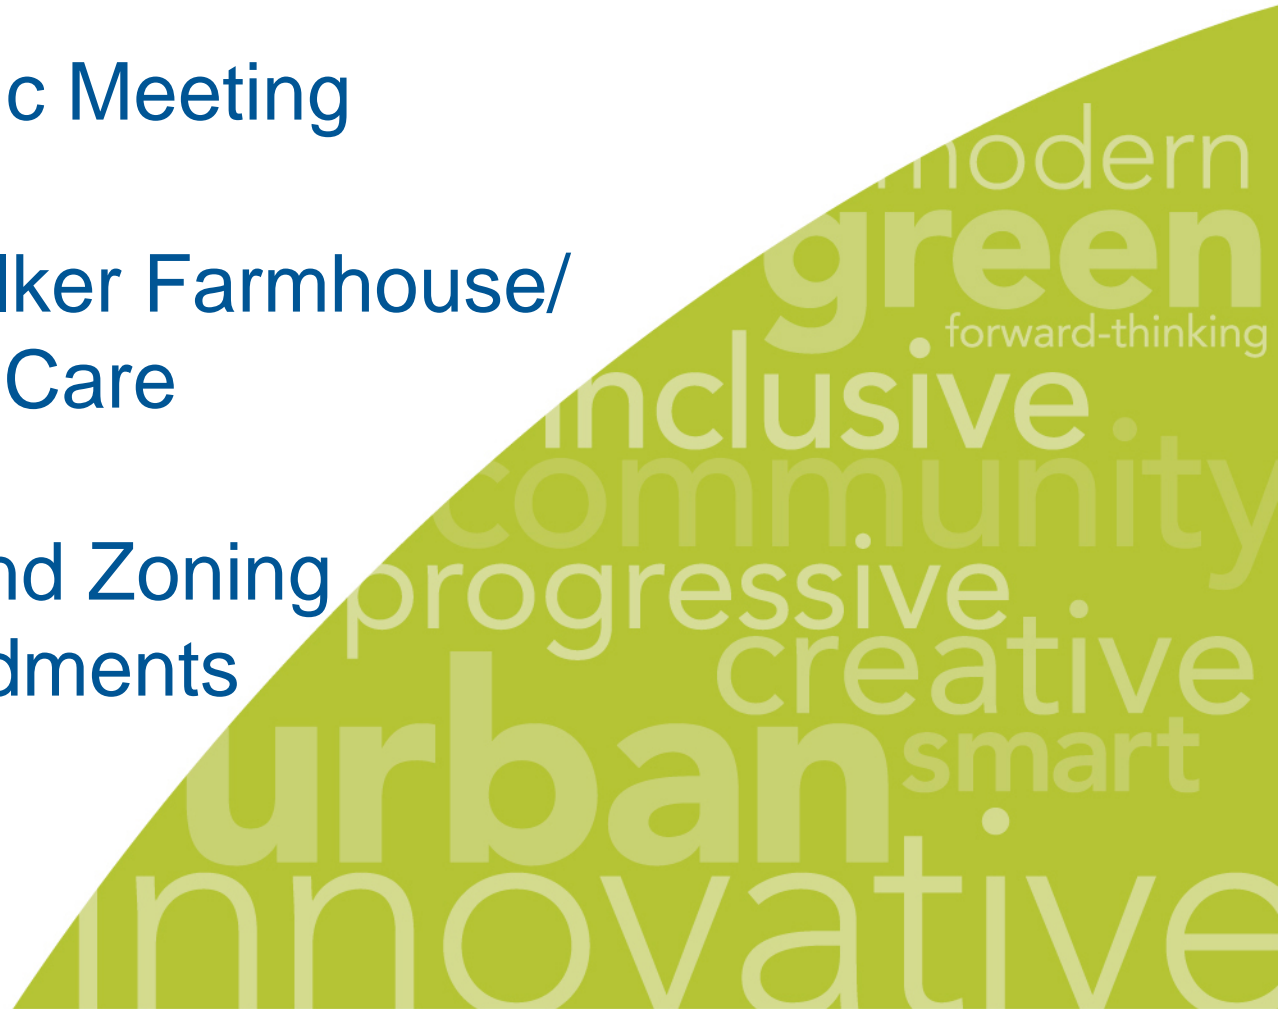 c Meeting
lker Farmhouse/
Care
nd Zoning
dments
modern
green
forward-thinking
inclusive
community
progressive
creative
urban
smart
innovative